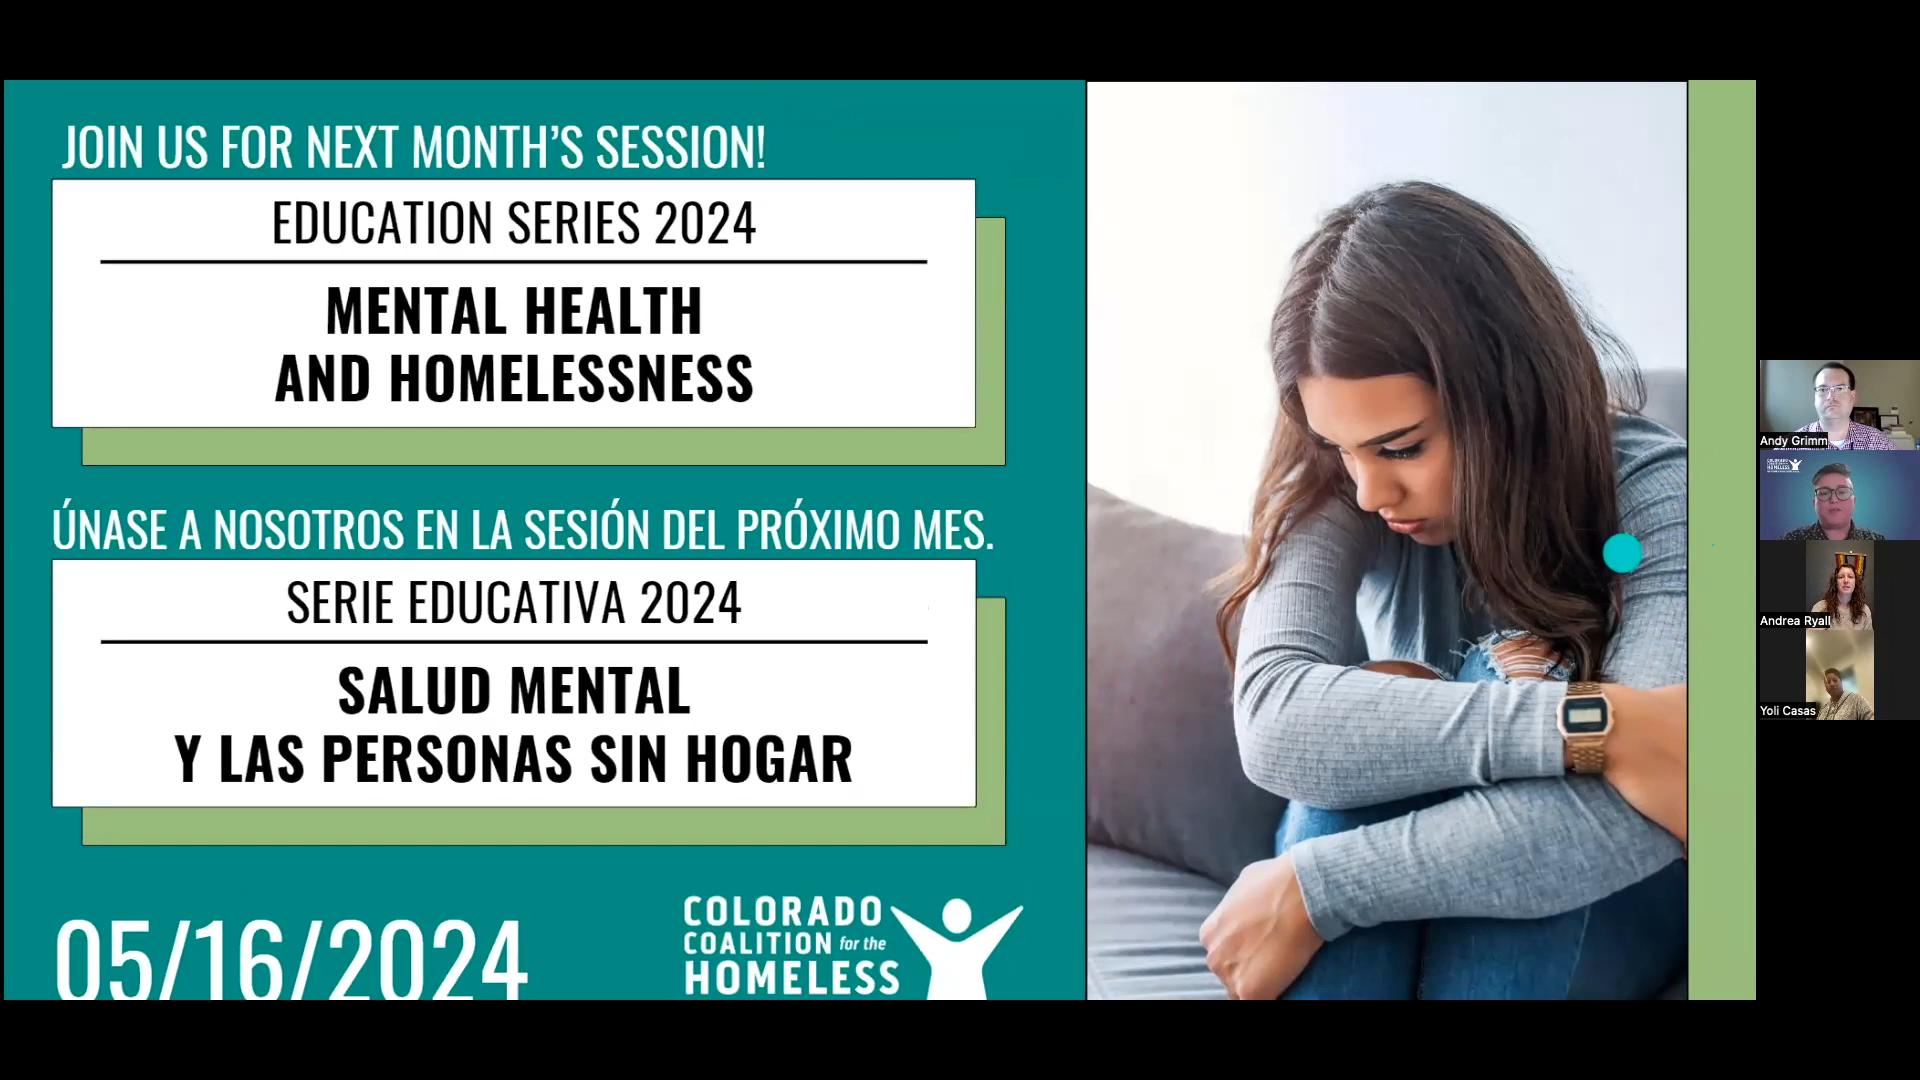 JOIN US FOR NEXT MONTH'S SESSION!
EDUCATION SERIES 2024
MENTAL HEALTH
AND HOMELESSNESS
ÚNASE A NOSOTROS EN LA SESIÓN DEL PRÓXIMO MES.
SERIE EDUCATIVA 2024
SALUD MENTAL
Y LAS PERSONAS SIN HOGAR
05/16/2024
COLORADO
COALITION for the
HOMELESS
Andy Grimm
COLORADO
HOMELESS
Andrea Ryall
Yoli Casas